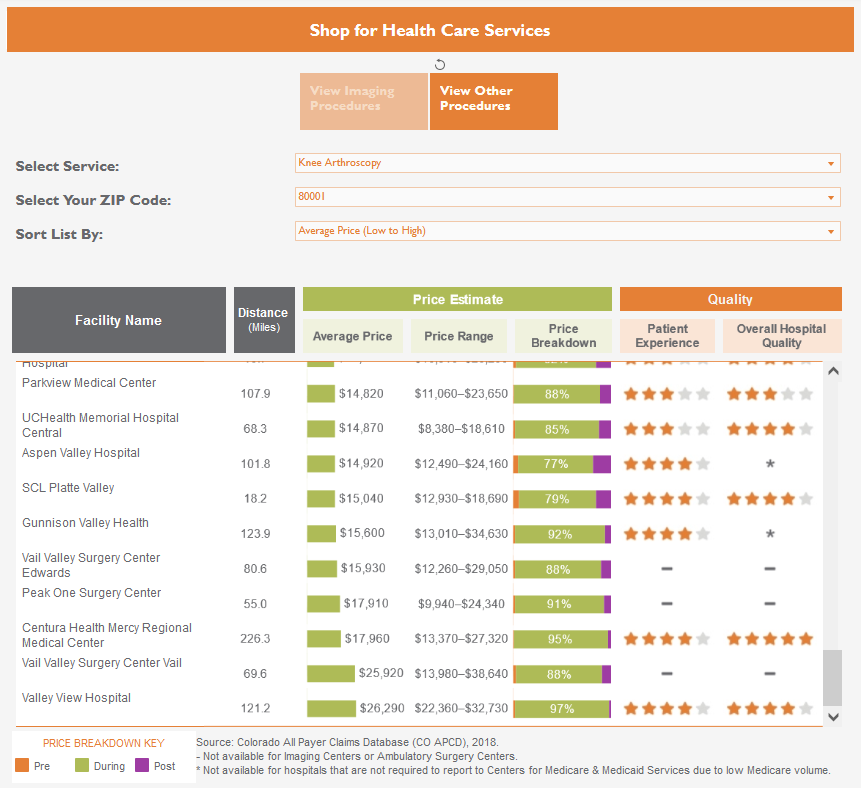 Shop for Health Care Services
View Imaging Procedures
View Other Procedures
Select Service: Knee Arthroscopy
Select Your ZIP Code: 80001
Sort List By: Average Price (Low to High)
Price Estimate Quality
Facility Name Distance (Miles) Average Price Price Range Price Breakdown Patient Experience Overall Hospital Quality
Hospital
Parkview Medical Center 107.9 $14,820 $11,060–$23,650 88%
UCHealth Memorial Hospital Central 68.3 $14,870 $8,380–$18,610 85%
Aspen Valley Hospital 101.8 $14,920 $12,490–$24,160 77% *
SCL Platte Valley 18.2 $15,040 $12,930–$18,690 79%
Gunnison Valley Health 123.9 $15,600 $13,010–$34,630 92% *
Vail Valley Surgery Center Edwards 80.6 $15,930 $12,260–$29,050 88% – –
Peak One Surgery Center 55.0 $17,910 $9,940–$24,340 91% – –
Centura Health Mercy Regional Medical Center 226.3 $17,960 $13,370–$27,320 95%
Vail Valley Surgery Center Vail 69.6 $25,920 $13,980–$38,640 88% – –
Valley View Hospital 121.2 $26,290 $22,360–$32,730 97%
PRICE BREAKDOWN KEY
Pre During Post
Source: Colorado All Payer Claims Database (CO APCD), 2018.
- Not available for Imaging Centers or Ambulatory Surgery Centers.
* Not available for hospitals that are not required to report to Centers for Medicare & Medicaid Services due to low Medicare volume.